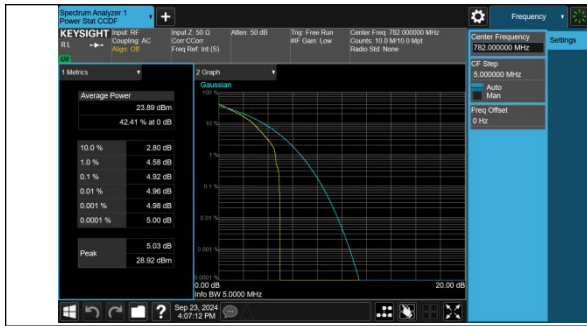 Spectrum Analyzer 1
Power Stat CCDF
Frequency
KEYSIGHT
Input: RF
Coupling: AC
Align: Off
Input Z: 50 Ω
Corr CCorr
Freq Ref: Int (S)
Atten: 50 dB
Trig: Free Run
#IF Gain: Low
Center Freq: 782.000000 MHz
Counts: 10.0 M/10.0 Mpt
Radio Std: None
R L
1 Metrics
2 Graph
Average Power
23.89 dBm
42.41 % at 0 dB
10.0 % 2.80 dB
1.0 % 4.58 dB
0.1 % 4.92 dB
0.01 % 4.96 dB
0.001 % 4.98 dB
0.0001 % 5.00 dB
Peak
5.03 dB
28.92 dBm
Gaussian
100 %
10 %
1 %
0.1 %
0.01 %
0.001 %
0.0001 %
0.00 dB
20.00 dB
Info BW 5.0000 MHz
Center Frequency
782.000000 MHz
Settings
CF Step
5.000000 MHz
Auto
Man
Freq Offset
0 Hz
?
Sep 23, 2024
4:07:12 PM